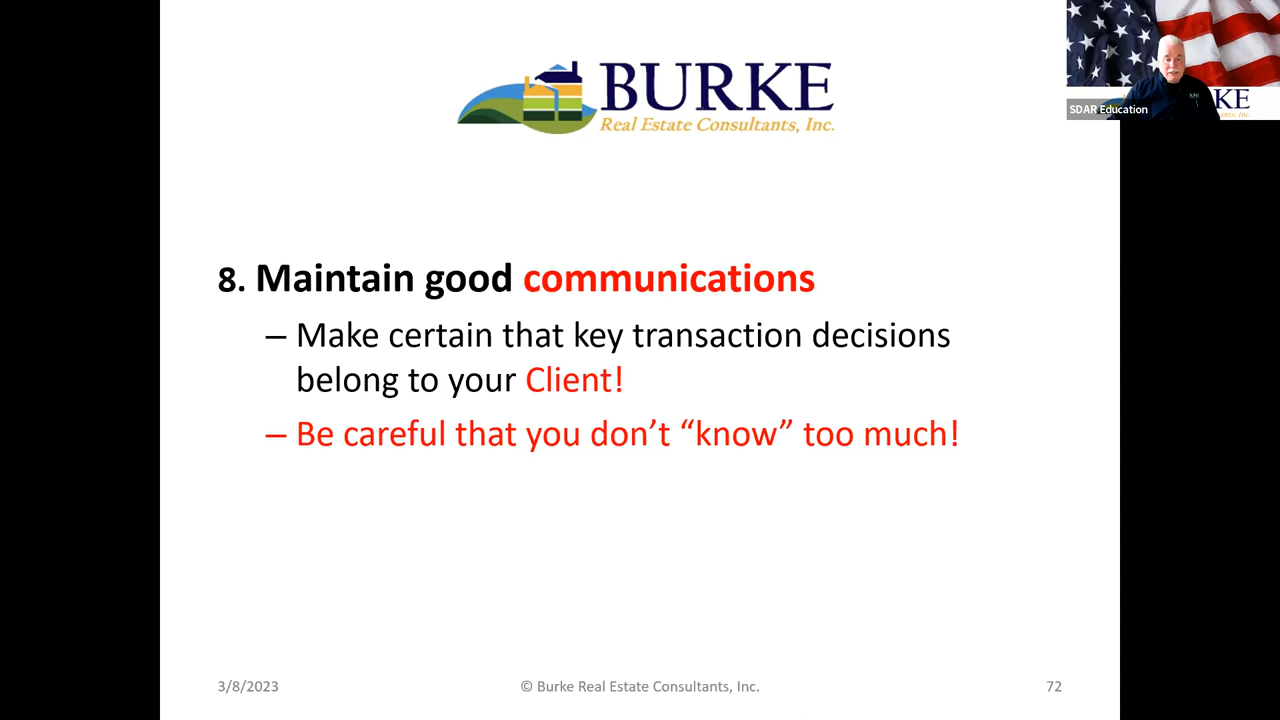 BURKE
Real Estate Consultants, Inc.
SDAR Education
KE
8. Maintain good communications
– Make certain that key transaction decisions
belong to your Client!
– Be careful that you don’t “know” too much!
3/8/2023
© Burke Real Estate Consultants, Inc.
72